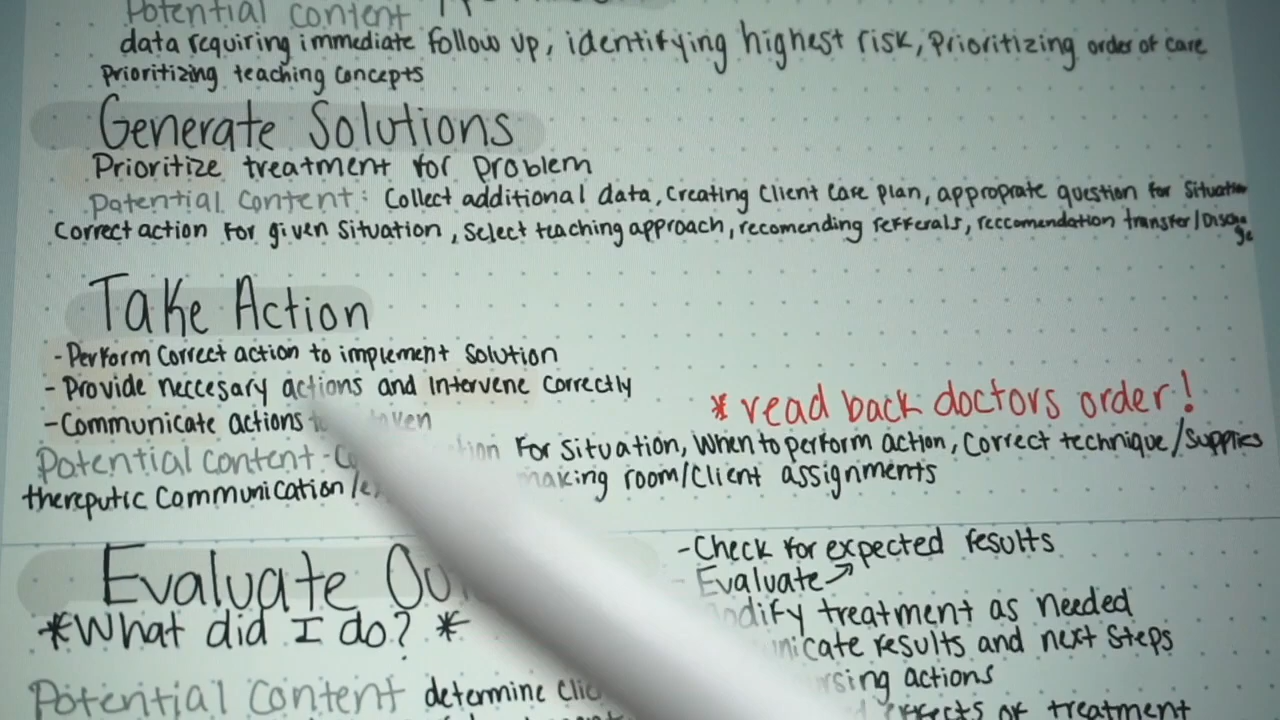 Potential content
data requiring immediate follow up, identifying highest risk, Prioritizing order of care
Prioritizing teaching concepts
Generate Solutions
Prioritize treatment for problem
Potential Content: Collect additional data, Creating Client Care plan, approprate question for Situation
Correct action for given Situation, Select teaching approach, recomending refferals, reccomendation transfer/Discharge
Take Action
- Perform Correct action to implement Solution
- Provide neccesary actions and Intervene Correctly
- Communicate actions
* read back doctors order!
Potential Content - For Situation, When to perform action, Correct technique/Supplies
thereputic Communication/ making room/Client assignments
Evaluate
*What did I do? *
- Check for expected results
- Evaluate ↗
treatment as needed
results and next Steps
actions
effects of treatment
Potential Content determine